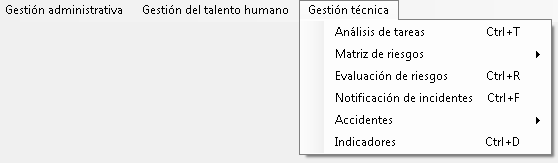 Gestión administrativa Gestión del talento humano Gestión técnica
Análisis de tareas Ctrl+T
Matriz de riesgos
Evaluación de riesgos Ctrl+R
Notificación de incidentes Ctrl+F
Accidentes
Indicadores Ctrl+D